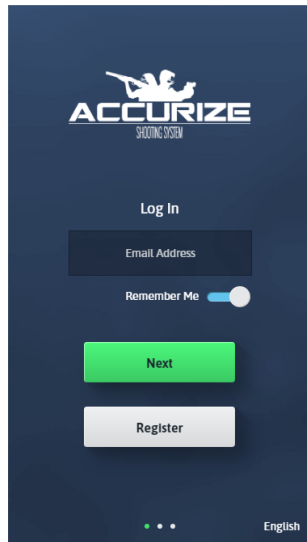 ACCURIZE
SHOOTING SYSTEM
Log In
Email Address
Remember Me
Next
Register
English